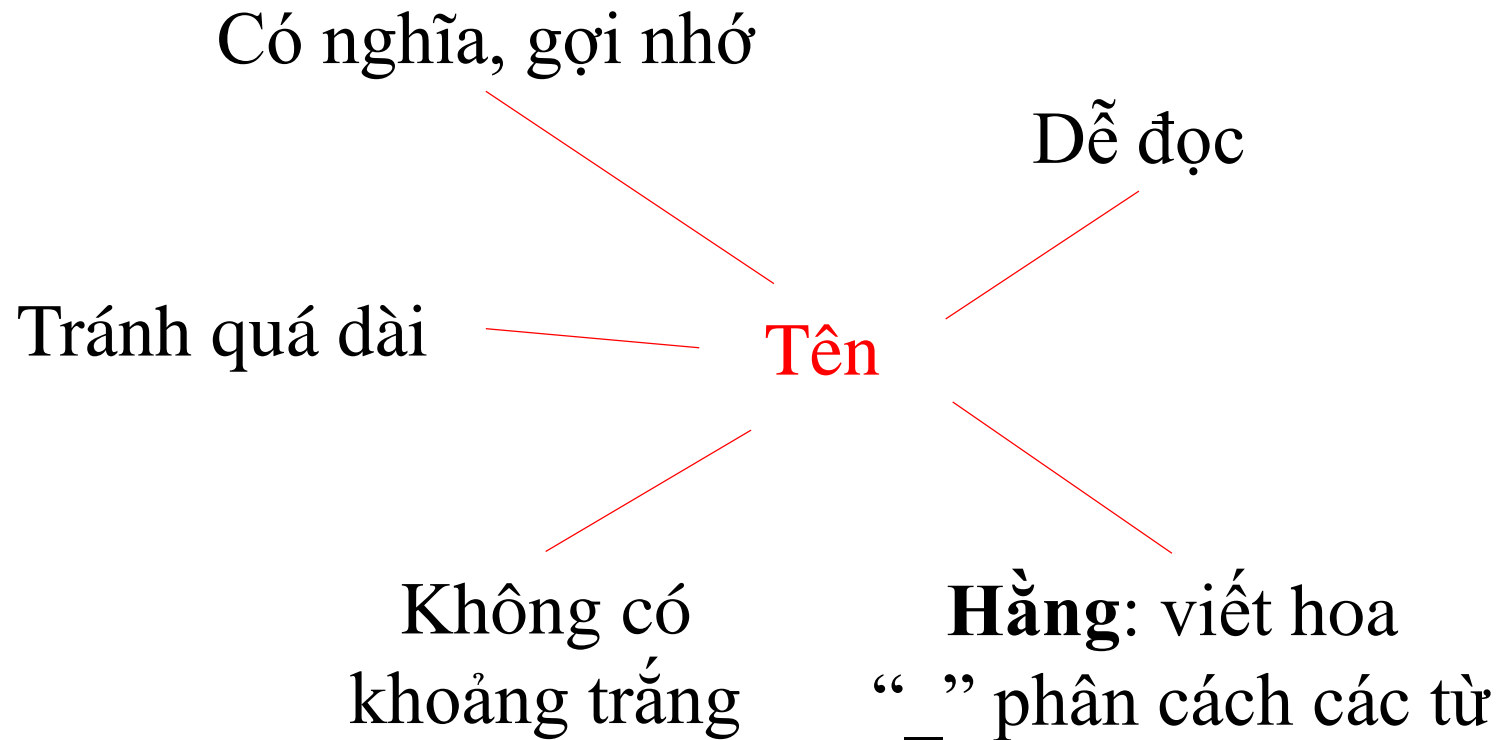 Có nghĩa, gợi nhớ
Dễ đọc
Tránh quá dài
Tên
Không có
khoảng trắng
Hằng: viết hoa
“_” phân cách các từ